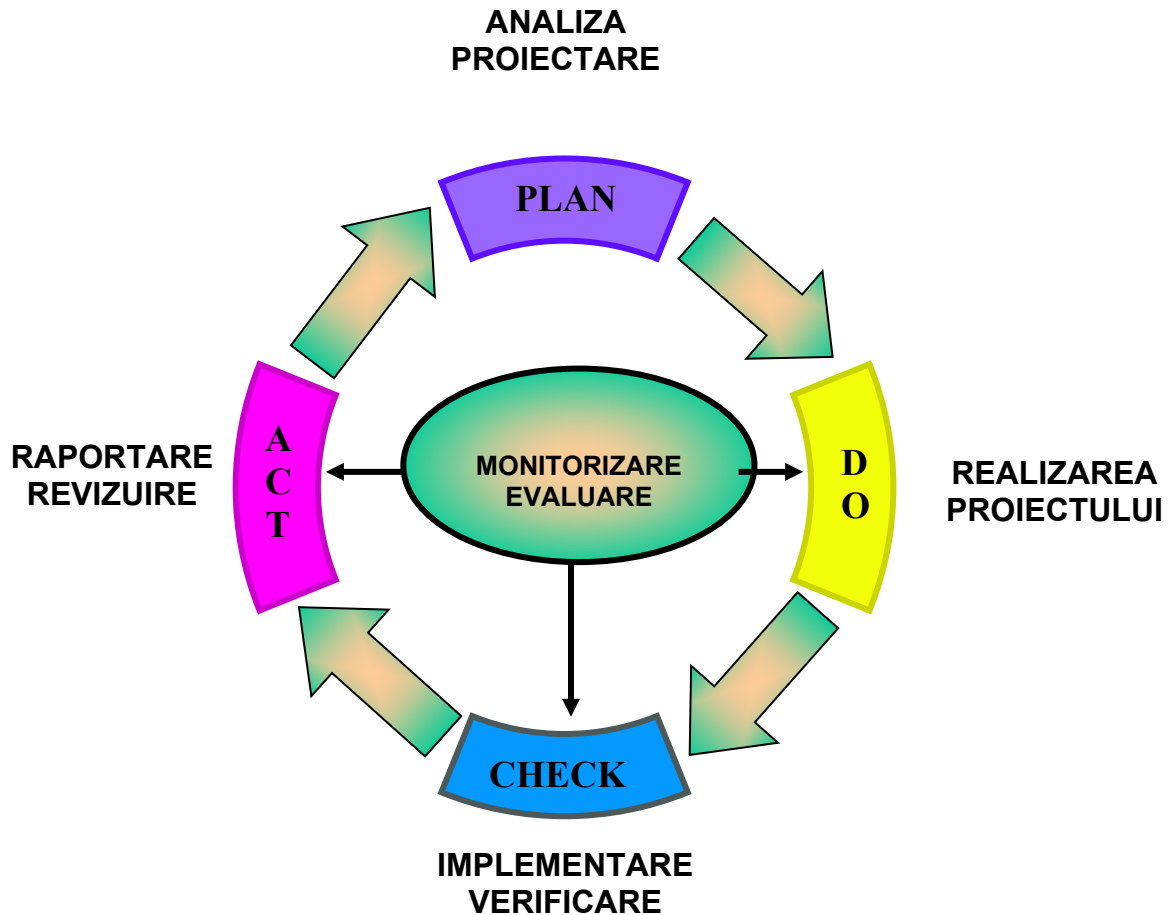 ANALIZA
PROIECTARE
PLAN
A
C
T
RAPORTARE
REVIZUIRE
MONITORIZARE
EVALUARE
D
O
REALIZAREA
PROIECTULUI
CHECK
IMPLEMENTARE
VERIFICARE